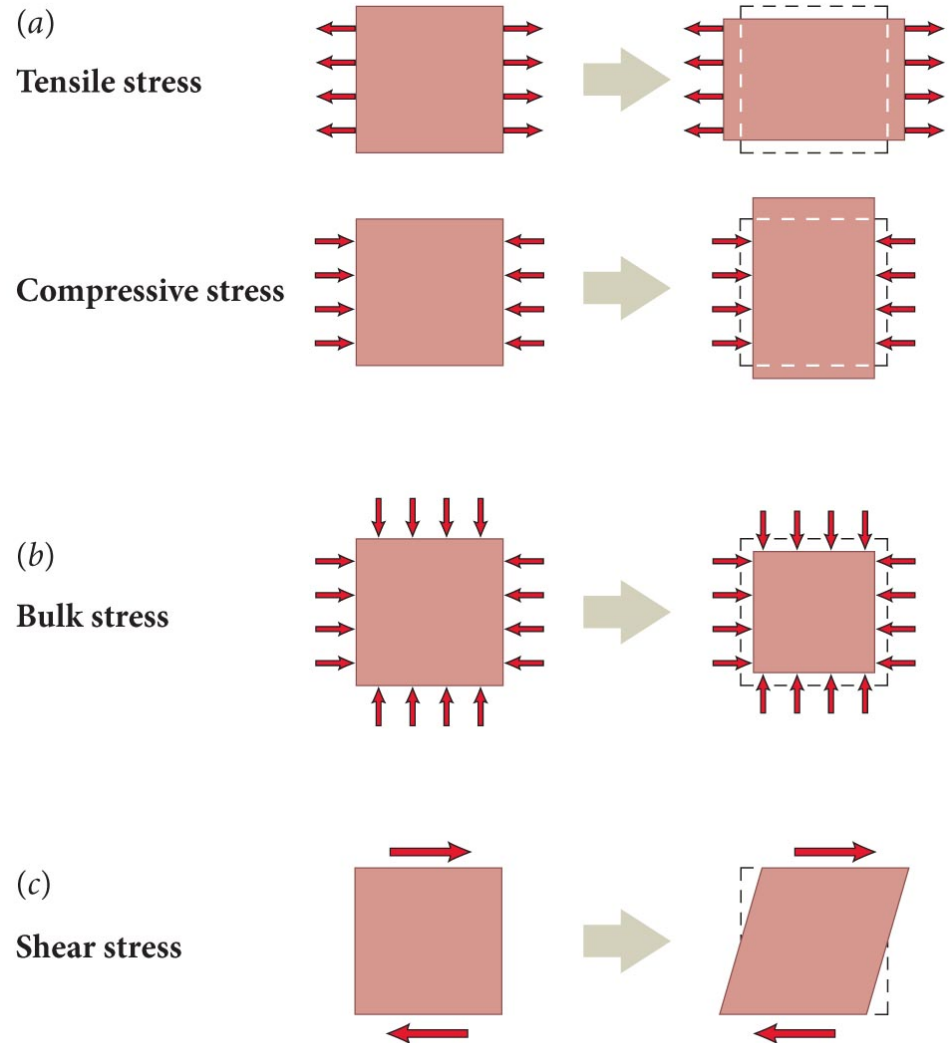 (a)
Tensile stress
Compressive stress
(b)
Bulk stress
(c)
Shear stress